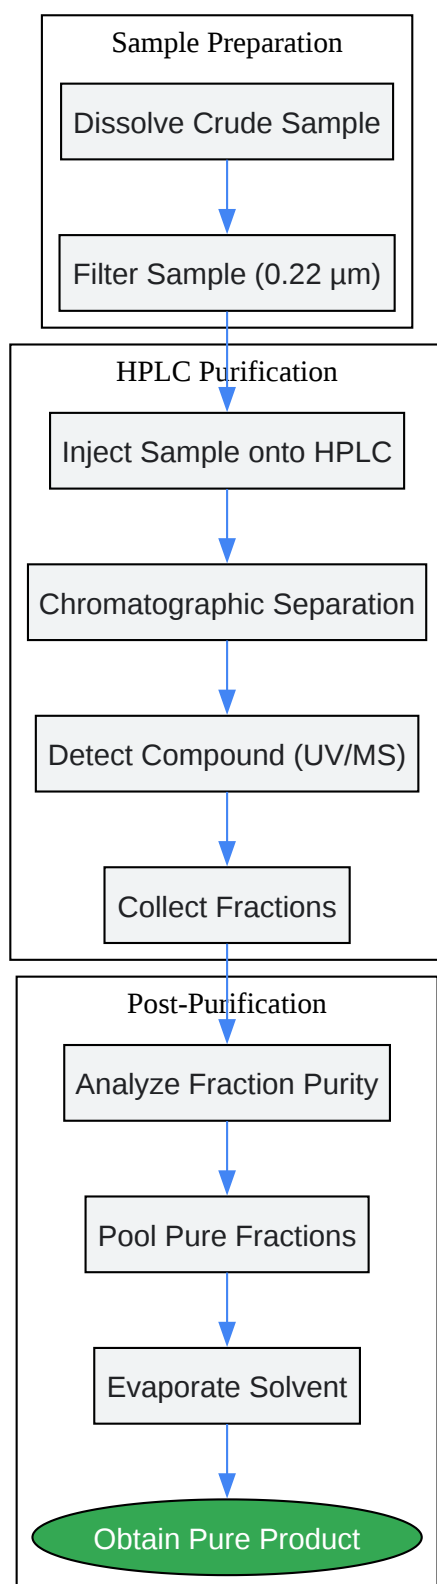 Sample Preparation
Dissolve Crude Sample
Filter Sample (0.22 µm)
HPLC Purification
Inject Sample onto HPLC
Chromatographic Separation
Detect Compound (UV/MS)
Collect Fractions
Post-Purification
Analyze Fraction Purity
Pool Pure Fractions
Evaporate Solvent
Obtain Pure Product